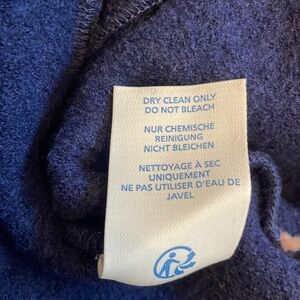 DRY CLEAN ONLY
DO NOT BLEACH
NUR CHEMISCHE
REINIGUNG
NICHT BLEICHEN
NETTOYAGE À SEC
UNIQUEMENT
NE PAS UTILISER D'EAU DE
JAVEL